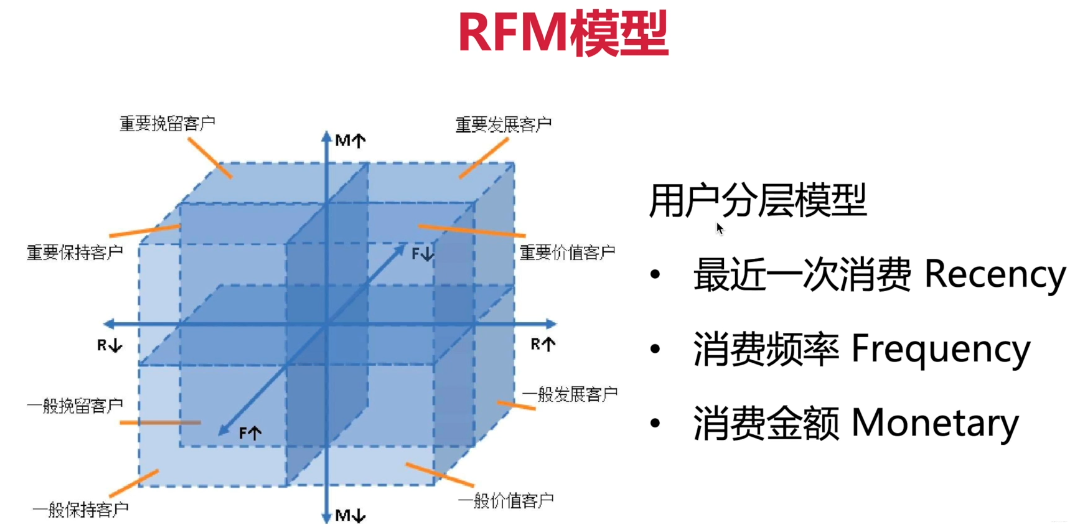 RFM模型
重要挽留客户
重要发展客户
M↑
用户分层模型
重要保持客户
F↓
重要价值客户
• 最近一次消费 Recency
R↓
R↑
• 消费频率 Frequency
一般挽留客户
一般发展客户
F↑
• 消费金额 Monetary
一般保持客户
M↓
一般价值客户